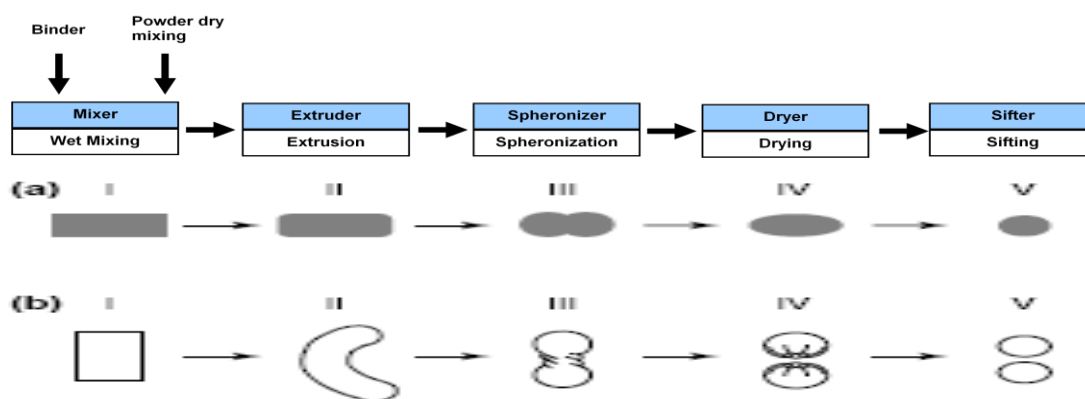 Binder
Powder dry
mixing
Mixer
Wet Mixing
Extruder
Extrusion
Spheronizer
Spheronization
Dryer
Drying
Sifter
Sifting
(a) I II III IV V
(b) I II III IV V